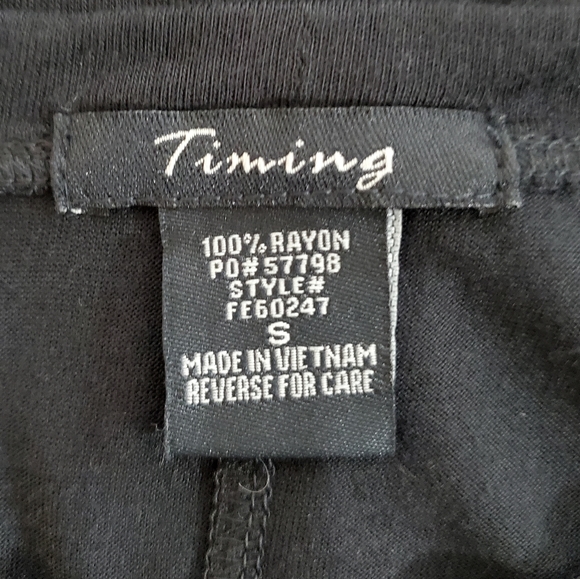 Timing
100% RAYON
PO# 57798
STYLE#
FE60247
S
MADE IN VIETNAM
REVERSE FOR CARE